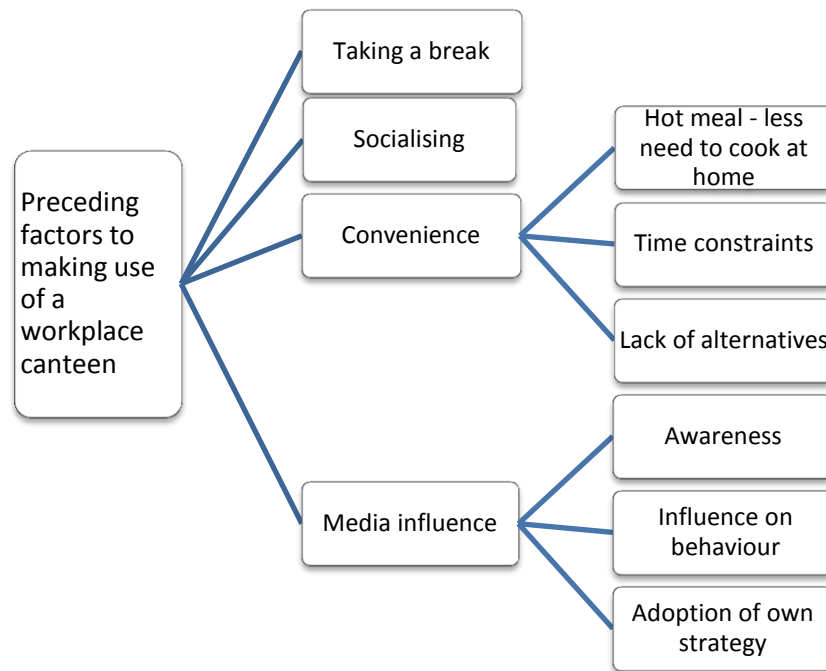 Preceding
factors to
making use
of a
workplace
canteen
Taking a break
Socialising
Convenience
Hot meal - less
need to cook at
home
Time constraints
Lack of alternatives
Media influence
Awareness
Influence on
behaviour
Adoption of own
strategy